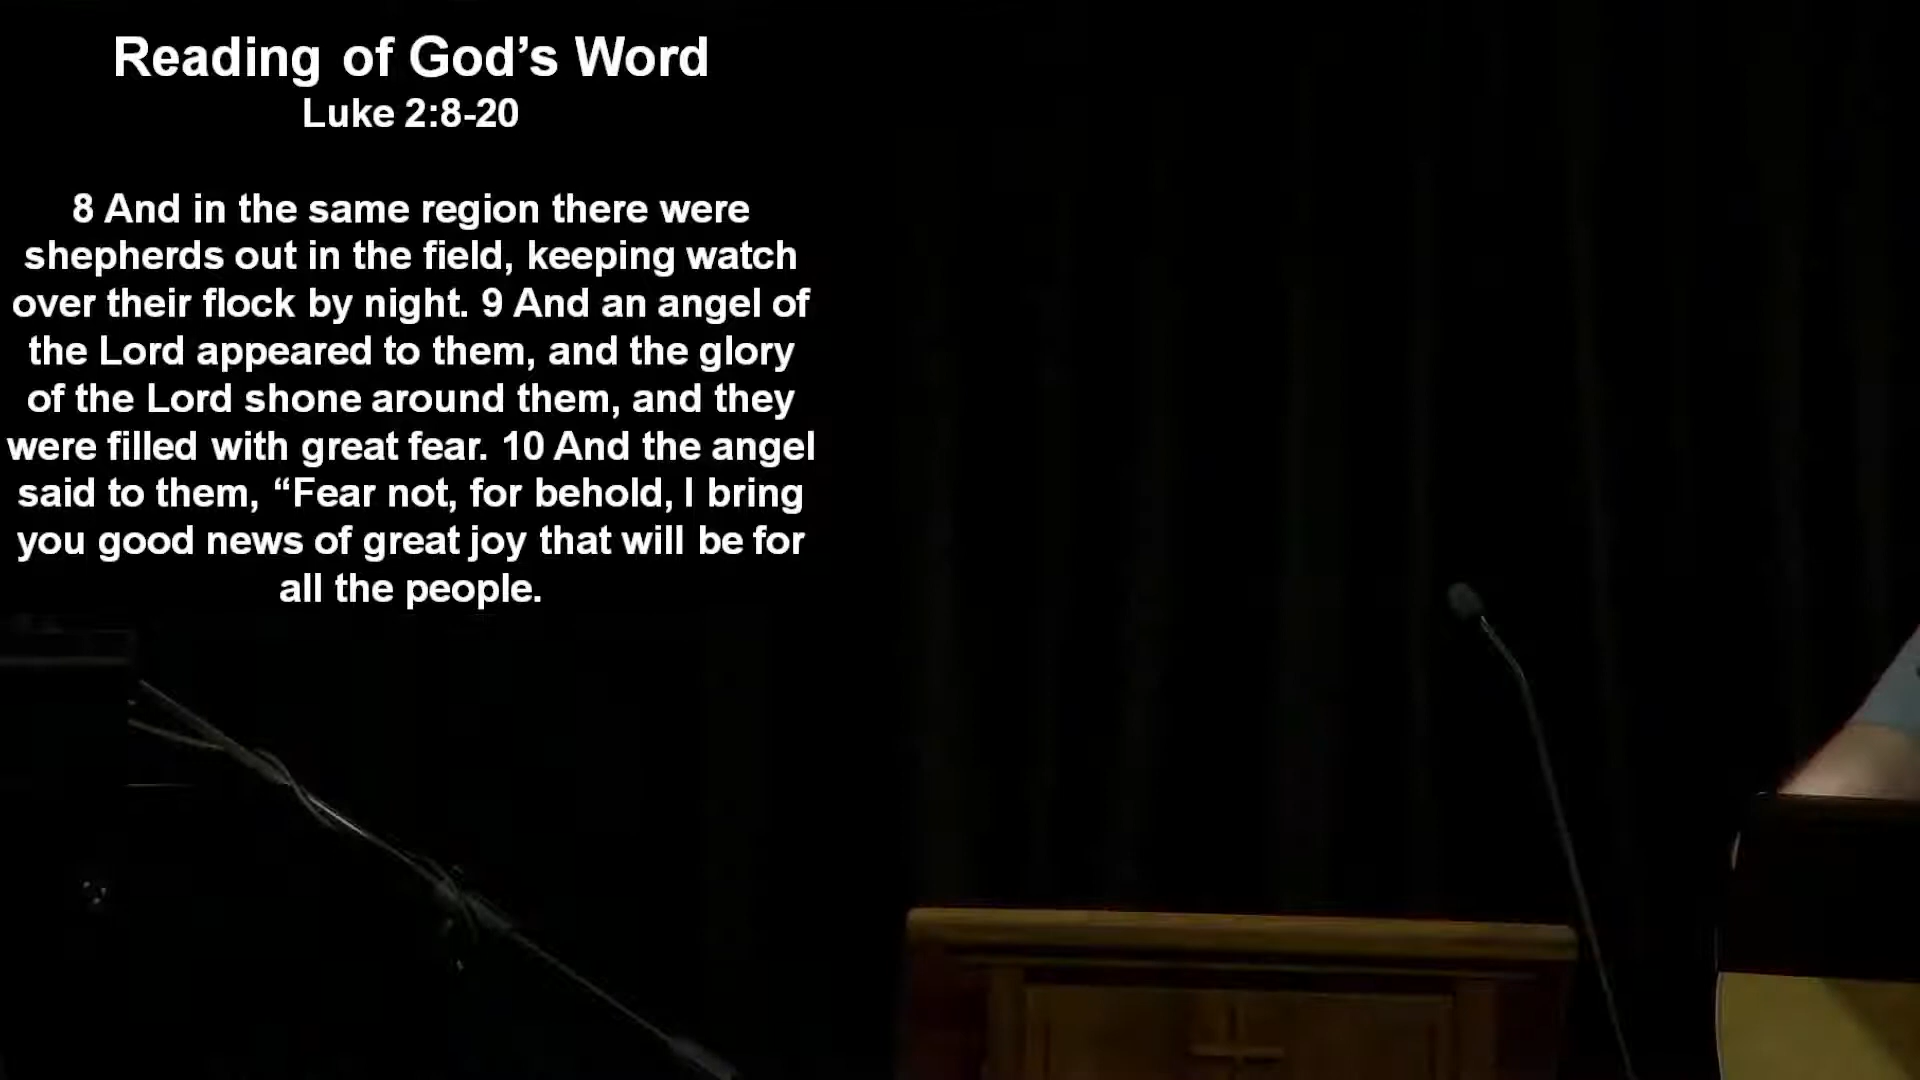 Reading of God’s Word
Luke 2:8-20
8 And in the same region there were
shepherds out in the field, keeping watch
over their flock by night. 9 And an angel of
the Lord appeared to them, and the glory
of the Lord shone around them, and they
were filled with great fear. 10 And the angel
said to them, “Fear not, for behold, I bring
you good news of great joy that will be for
all the people.